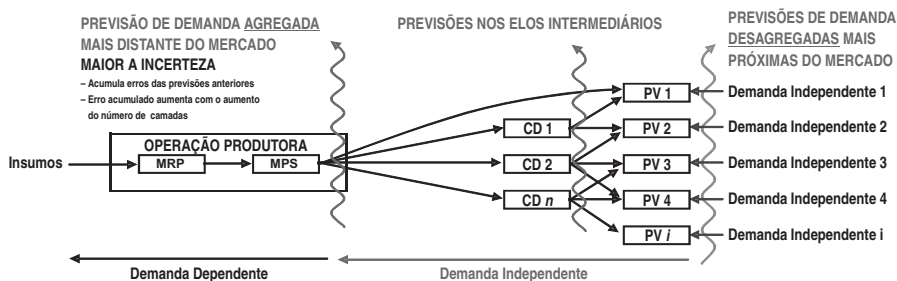 PREVISÃO DE DEMANDA AGREGADA
MAIS DISTANTE DO MERCADO
MAIOR A INCERTEZA
– Acumula erros das previsões anteriores
– Erro acumulado aumenta com o aumento
do número de camadas
PREVISÕES NOS ELOS INTERMEDIÁRIOS
PREVISÕES DE DEMANDA
DESAGREGADAS MAIS
PRÓXIMAS DO MERCADO
OPERAÇÃO PRODUTORA
Insumos
MRP
MPS
CD 1
CD 2
CD n
PV 1
PV 2
PV 3
PV 4
PV i
Demanda Independente 1
Demanda Independente 2
Demanda Independente 3
Demanda Independente 4
Demanda Independente i
Demanda Dependente
Demanda Independente